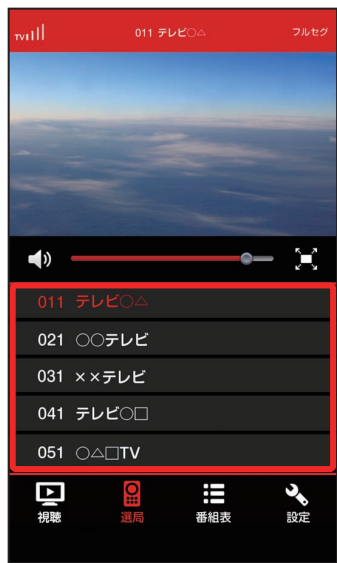 TV 011 テレビ○△ フルセグ
011 テレビ○△
021 ○○テレビ
031 ××テレビ
041 テレビ○□
051 ○△□TV
視聴 選局 番組表 設定